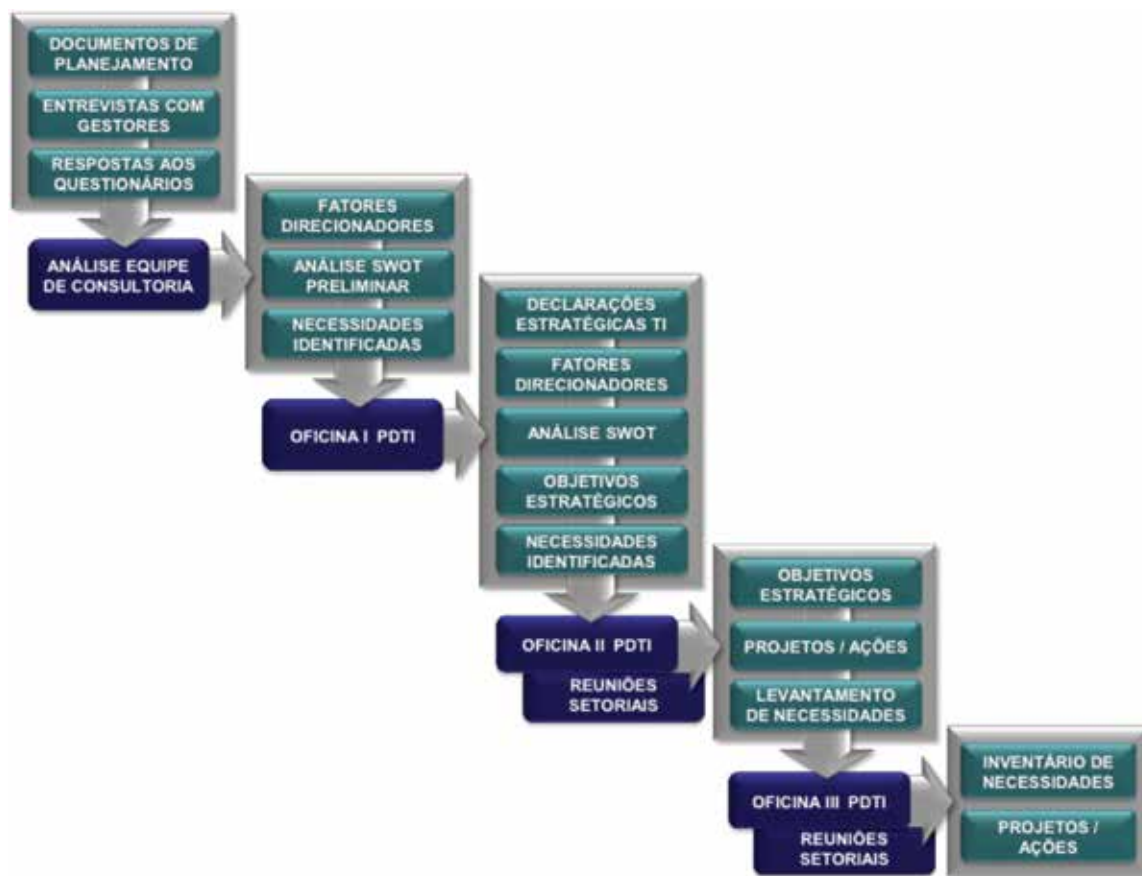 DOCUMENTOS DE
PLANEJAMENTO
ENTREVISTAS COM
GESTORES
RESPOSTAS AOS
QUESTIONÁRIOS
ANÁLISE EQUIPE
DE CONSULTORIA
FATORES
DIRECIONADORES
ANÁLISE SWOT
PRELIMINAR
NECESSIDADES
IDENTIFICADAS
OFICINA I PDTI
DECLARAÇÕES
ESTRATÉGICAS TI
FATORES
DIRECIONADORES
ANÁLISE SWOT
OBJETIVOS
ESTRATÉGICOS
NECESSIDADES
IDENTIFICADAS
OFICINA II PDTI
REUNIÕES
SETORIAIS
OBJETIVOS
ESTRATÉGICOS
PROJETOS / AÇÕES
LEVANTAMENTO
DE NECESSIDADES
OFICINA III PDTI
REUNIÕES
SETORIAIS
INVENTÁRIO DE
NECESSIDADES
PROJETOS /
AÇÕES